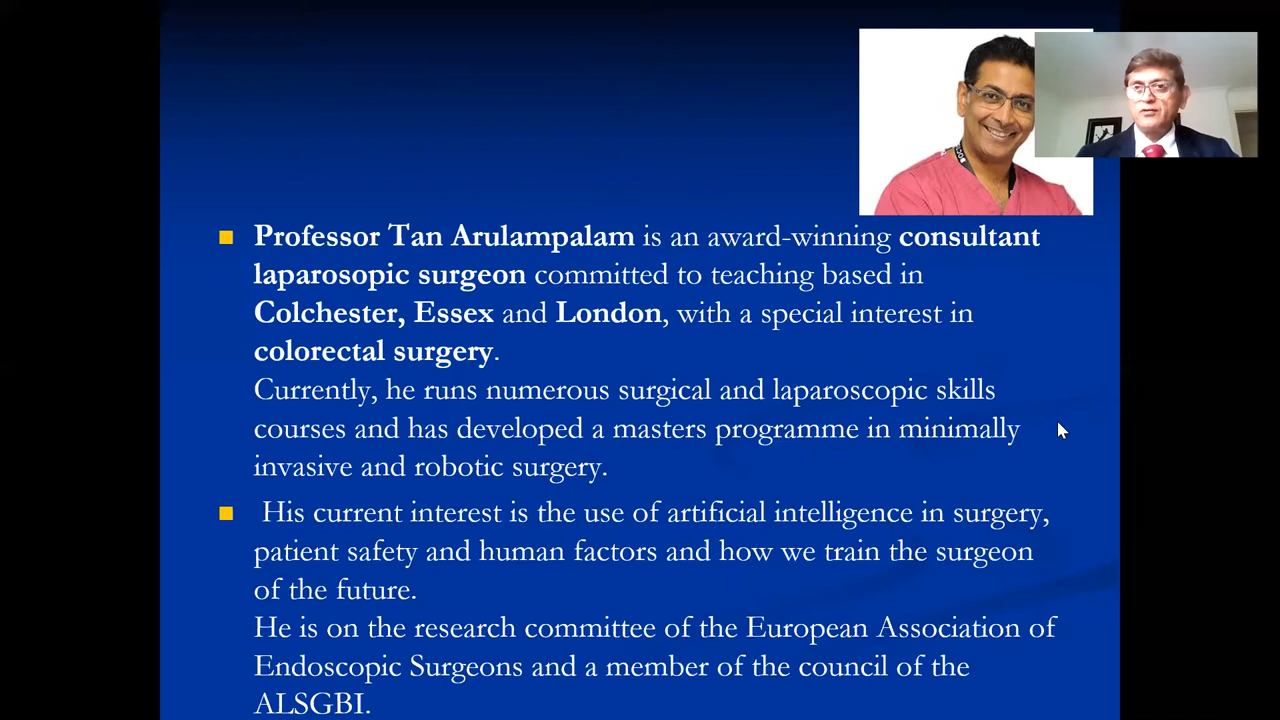 Professor Tan Arulampalam is an award-winning consultant
laparosopic surgeon committed to teaching based in
Colchester, Essex and London, with a special interest in
colorectal surgery.
Currently, he runs numerous surgical and laparoscopic skills
courses and has developed a masters programme in minimally
invasive and robotic surgery.
His current interest is the use of artificial intelligence in surgery,
patient safety and human factors and how we train the surgeon
of the future.
He is on the research committee of the European Association of
Endoscopic Surgeons and a member of the council of the
ALSGBI.